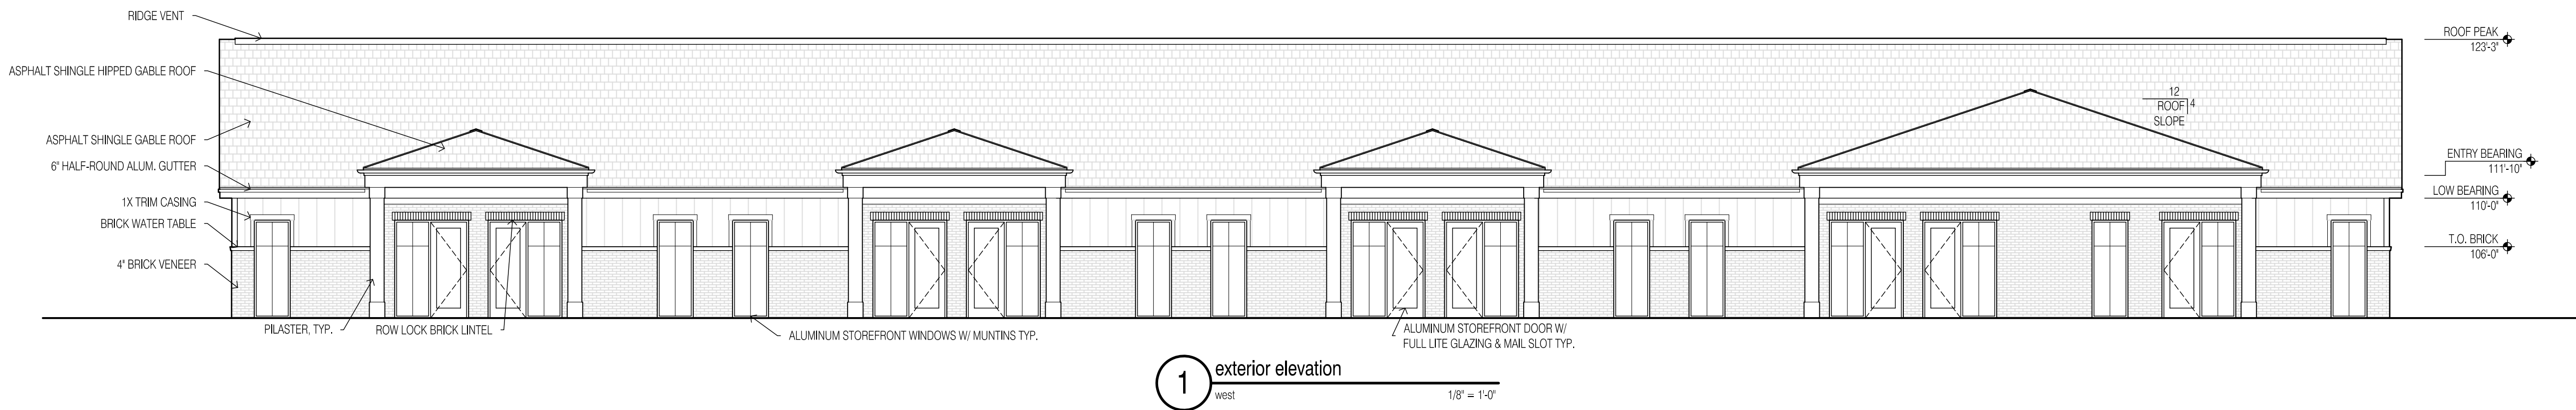 RIDGE VENT
ASPHALT SHINGLE HIPPED GABLE ROOF
ASPHALT SHINGLE GABLE ROOF
6" HALF-ROUND ALUM. GUTTER
1X TRIM CASING
BRICK WATER TABLE
4" BRICK VENEER
PILASTER, TYP.
ROW LOCK BRICK LINTEL
ALUMINUM STOREFRONT WINDOWS W/ MUNTINS TYP.
ALUMINUM STOREFRONT DOOR W/
FULL LITE GLAZING & MAIL SLOT TYP.
12
4
ROOF
SLOPE
ROOF PEAK
123'-3"
ENTRY BEARING
111'-10"
LOW BEARING
110'-0"
T.O. BRICK
106'-0"
1
exterior elevation
west
1/8" = 1'-0"